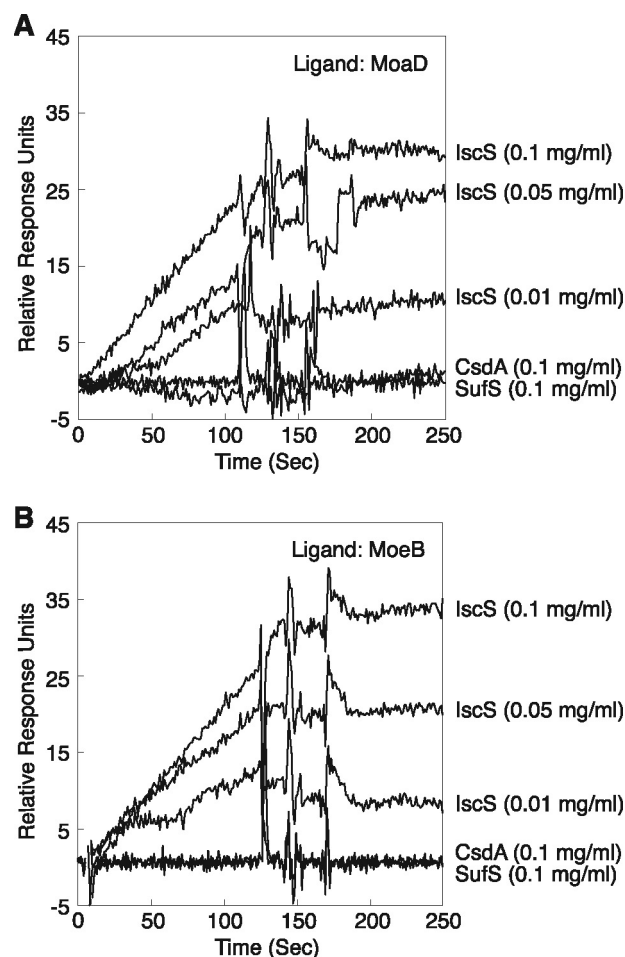 A
45
35
25
15
5
-5
Relative Response Units
Ligand: MoaD
IscS (0.1 mg/ml)
IscS (0.05 mg/ml)
IscS (0.01 mg/ml)
CsdA (0.1 mg/ml)
SufS (0.1 mg/ml)
0 50 100 150 200 250
Time (Sec)
B
45
35
25
15
5
-5
Relative Response Units
Ligand: MoeB
IscS (0.1 mg/ml)
IscS (0.05 mg/ml)
IscS (0.01 mg/ml)
CsdA (0.1 mg/ml)
SufS (0.1 mg/ml)
0 50 100 150 200 250
Time (Sec)